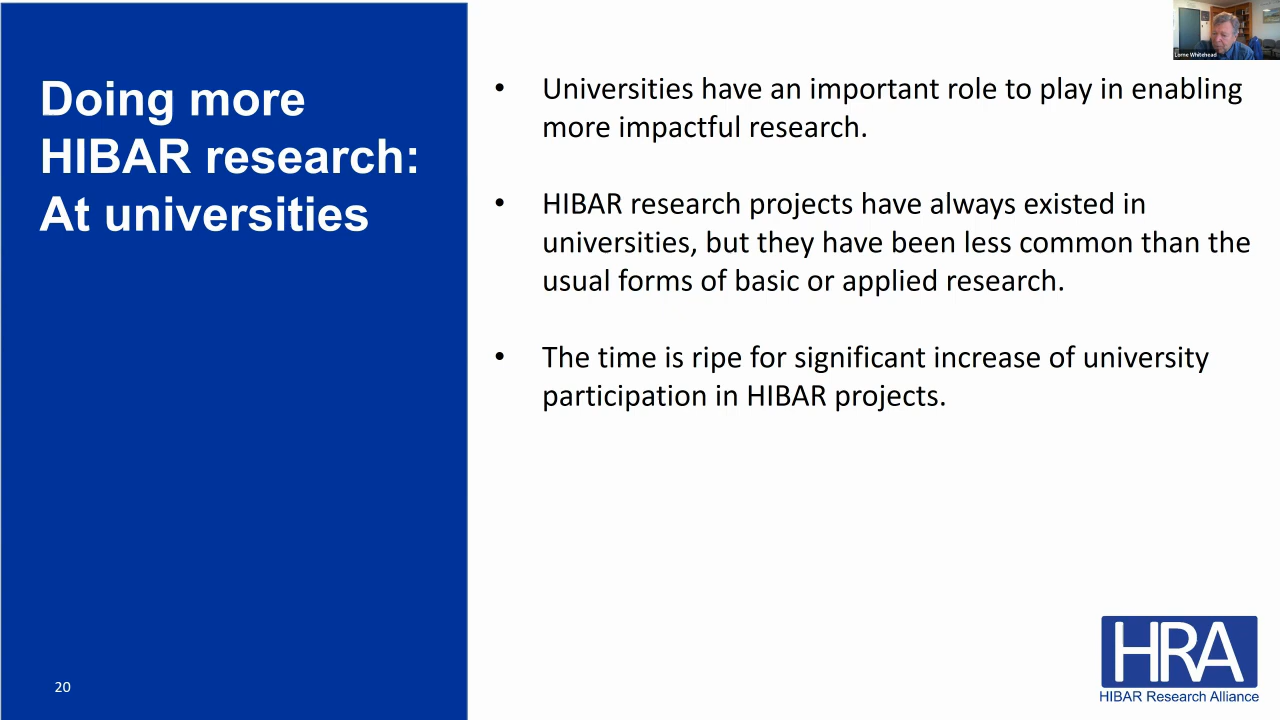 Doing more
HIBAR research:
At universities
20
Lorne Whitehead
• Universities have an important role to play in enabling
more impactful research.
• HIBAR research projects have always existed in
universities, but they have been less common than the
usual forms of basic or applied research.
• The time is ripe for significant increase of university
participation in HIBAR projects.
HRA
HIBAR Research Alliance